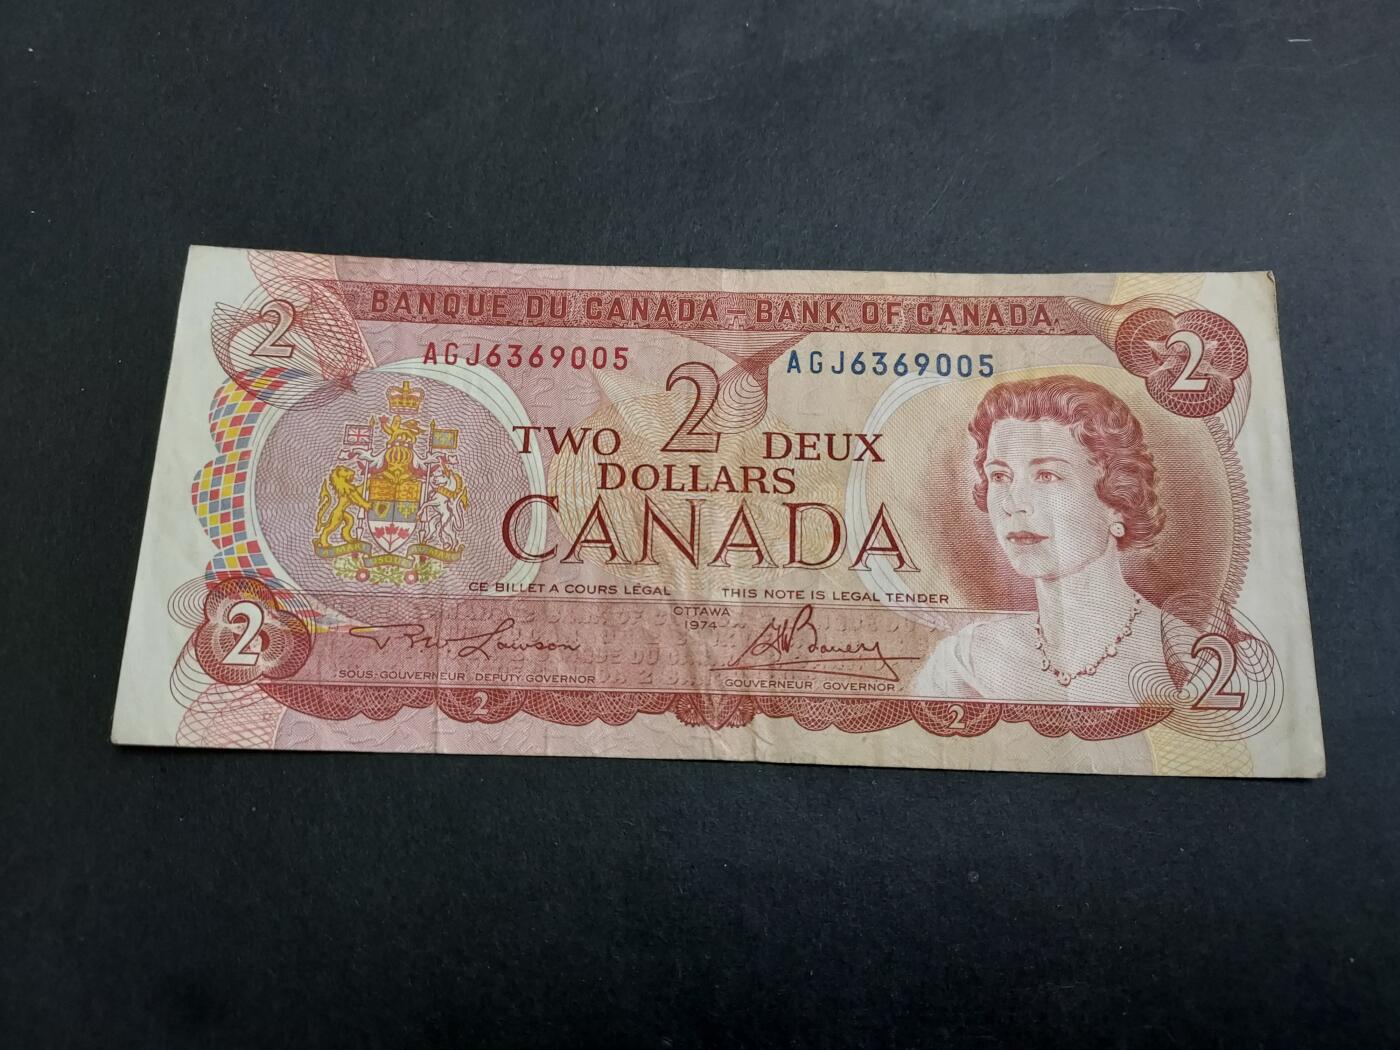 BANQUE DU CANADA – BANK OF CANADA
2 2
AGJ6369005 AGJ6369005
2
TWO DEUX
DOLLARS
CANADA
CE BILLET A COURS LÉGAL THIS NOTE IS LEGAL TENDER
OTTAWA
1974
2 2
SOUS-GOUVERNEUR DEPUTY GOVERNOR GOUVERNEUR GOVERNOR
2 2